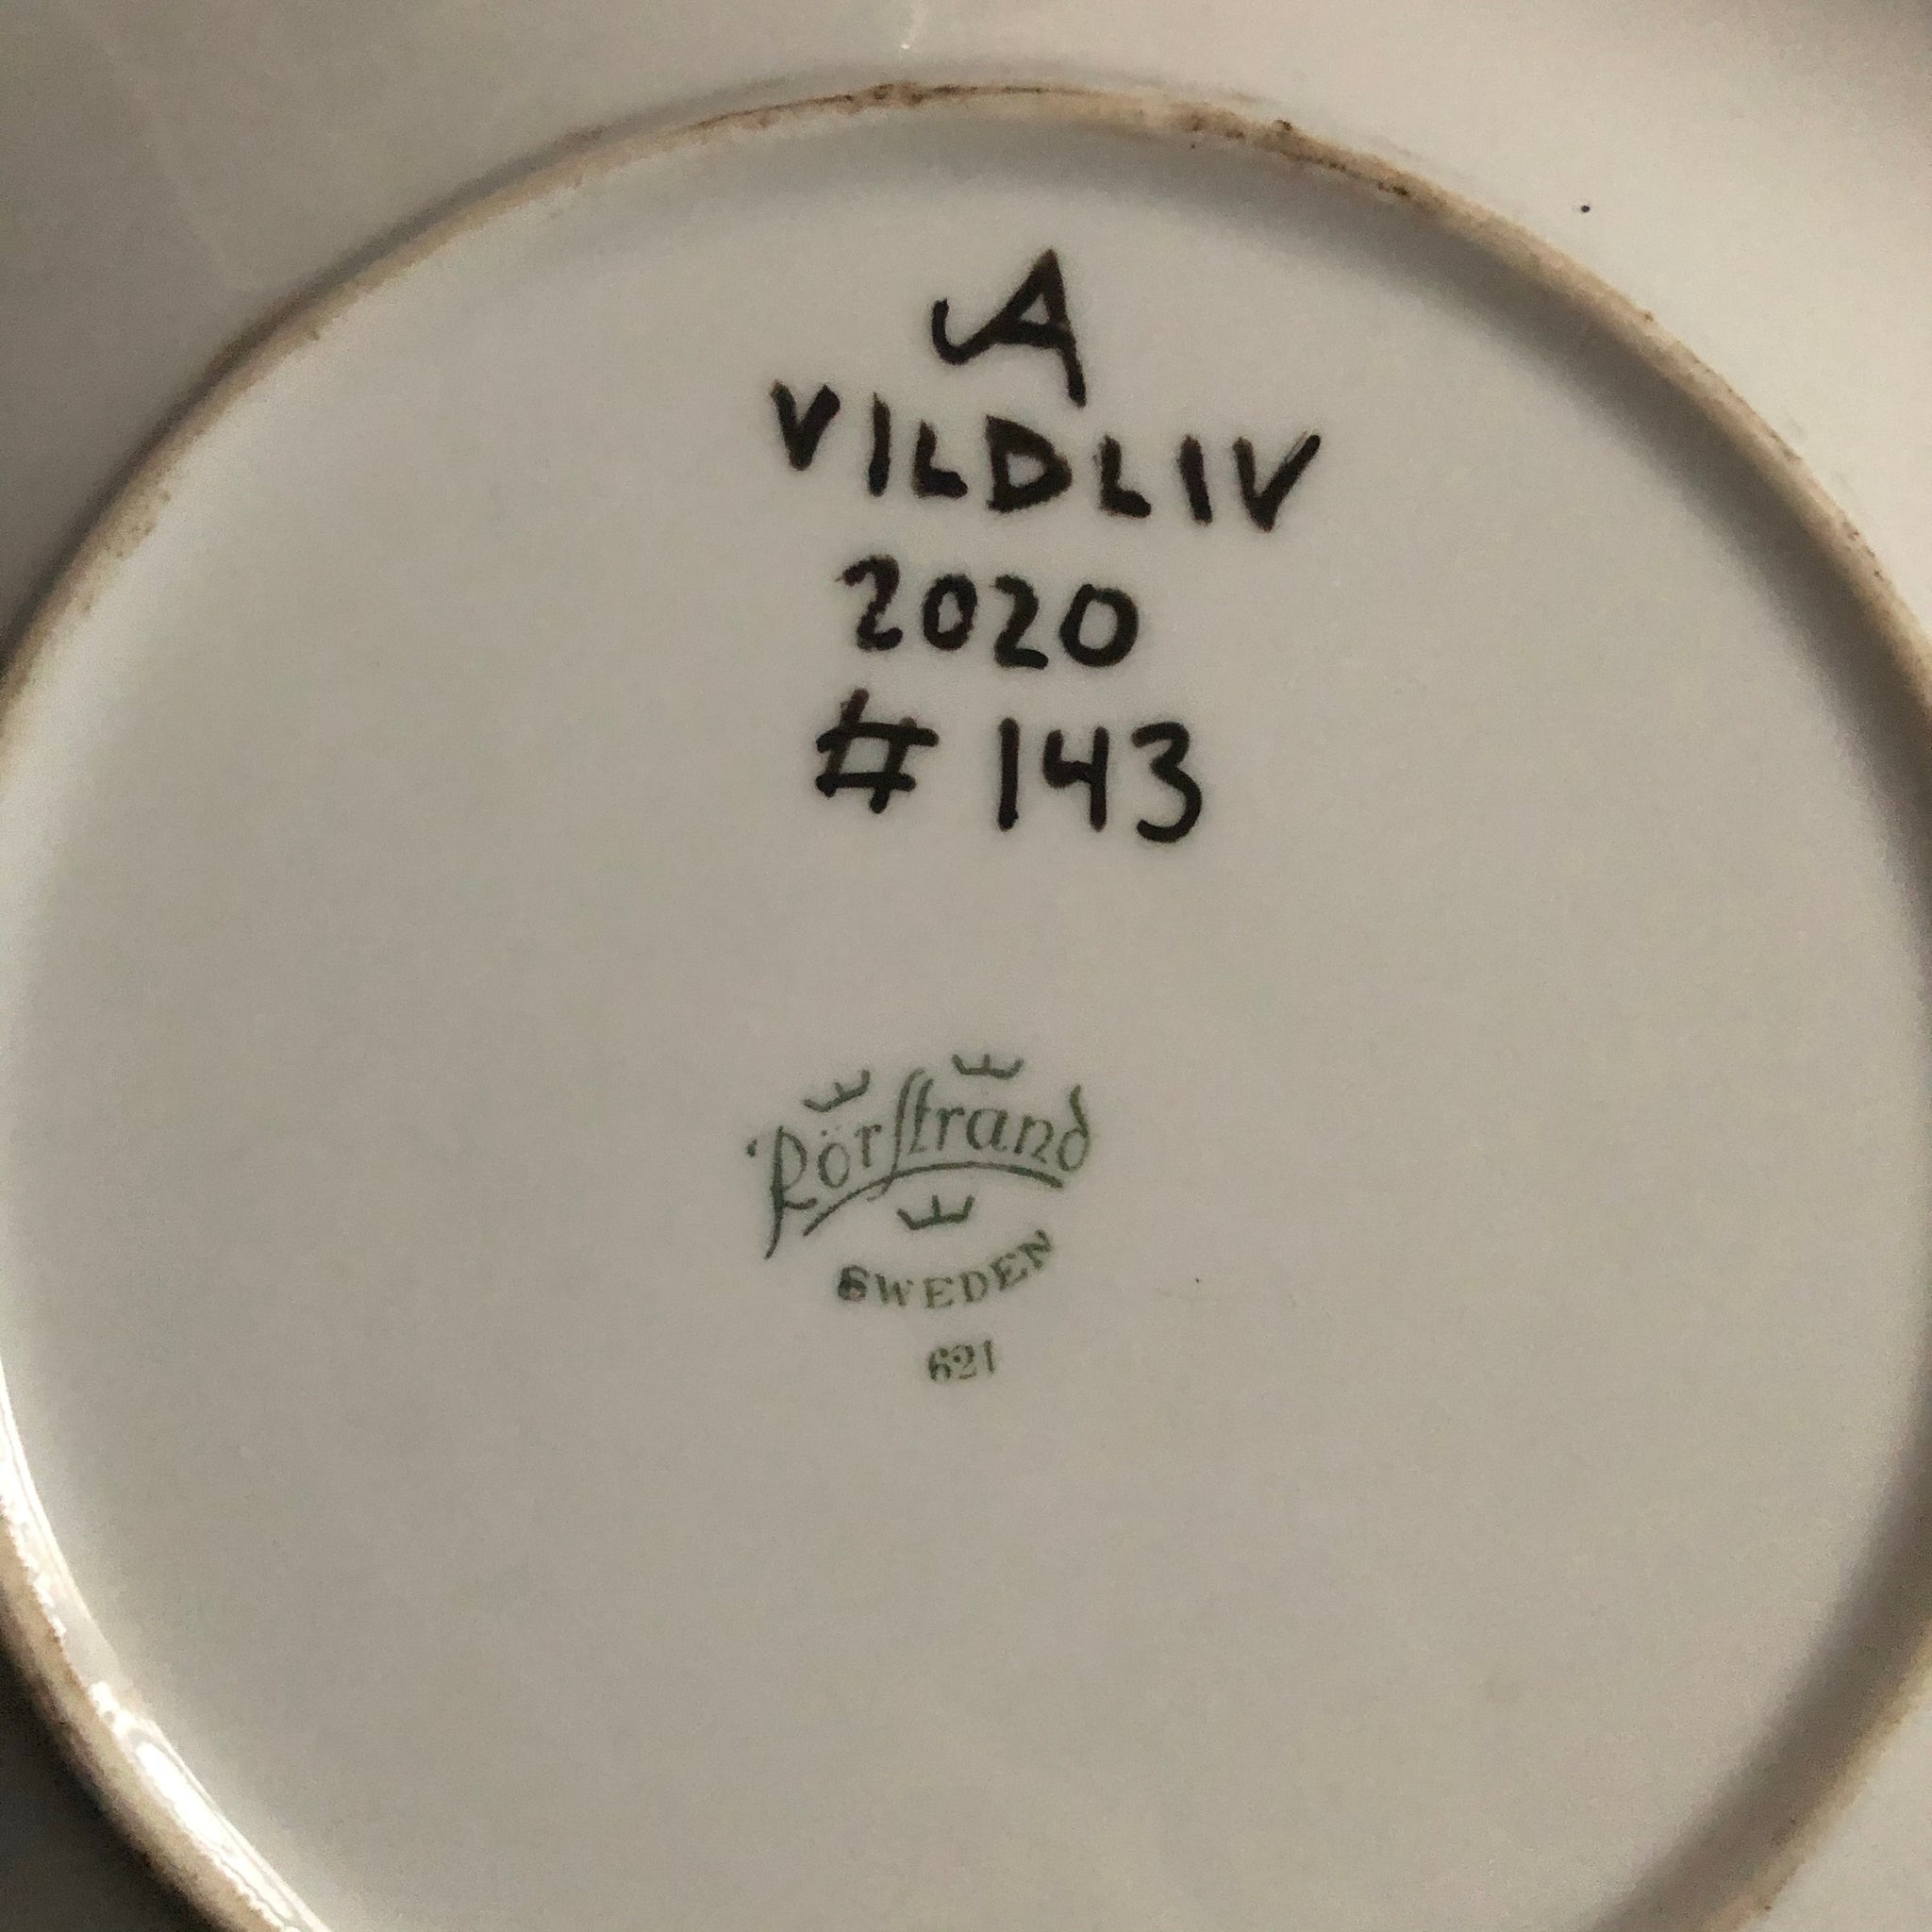 A
VILDLIV
2020
# 143
Rörstrand
SWEDEN
621